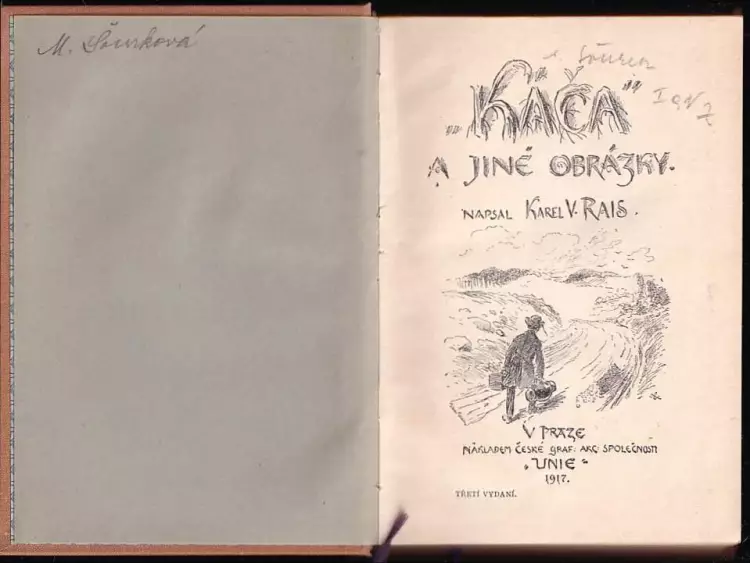 M. Šourková
„KÁČA“
A JINÉ OBRÁZKY.
NAPSAL KAREL V. RAIS.
V PRAZE
NÁKLADEM ČESKÉ GRAF: AKC: SPOLEČNOSTI
„UNIE“
1917.
TŘETÍ VYDÁNÍ.